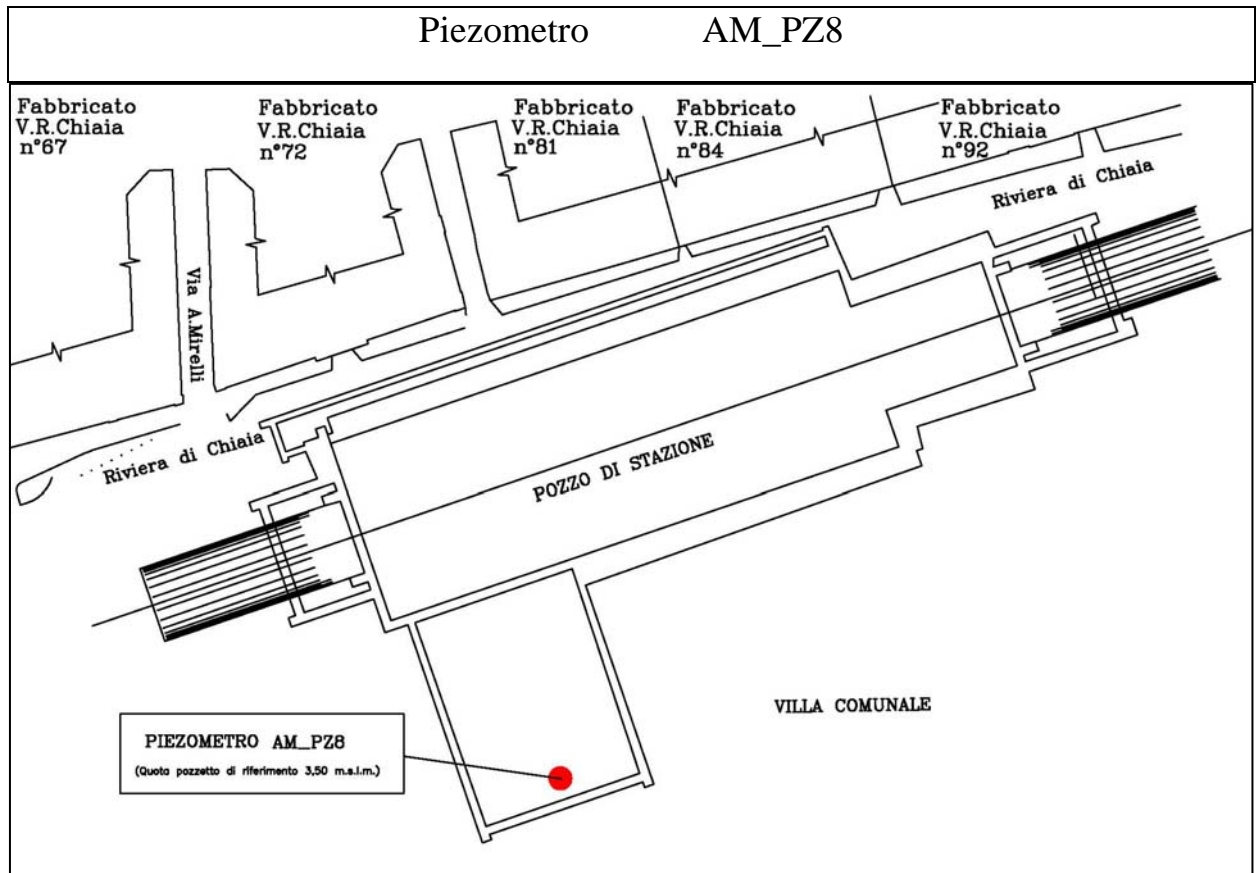 Piezometro AM_PZ8
Fabbricato
V.R.Chiaia
n°67
Fabbricato
V.R.Chiaia
n°72
Fabbricato
V.R.Chiaia
n°81
Fabbricato
V.R.Chiaia
n°84
Fabbricato
V.R.Chiaia
n°92
Riviera di Chiaia
Via A.Mirelli
Riviera di Chiaia
POZZO DI STAZIONE
VILLA COMUNALE
PIEZOMETRO AM_PZ8
(Quota pozzetto di riferimento 3,50 m.s.l.m.)